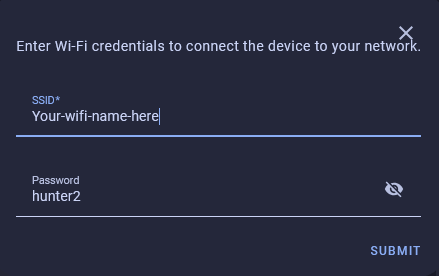 Enter Wi-Fi credentials to connect the device to your network.
SSID*
Your-wifi-name-here
Password
hunter2
SUBMIT